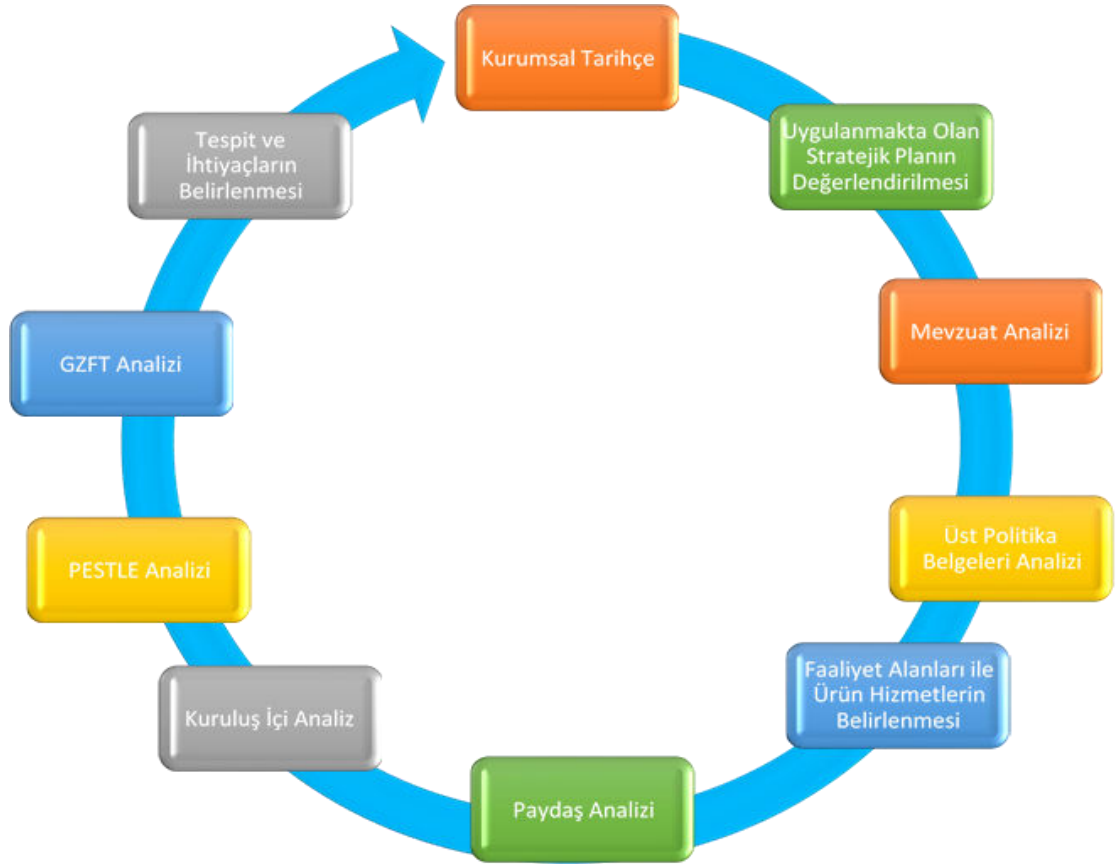 Kurumsal Tarihçe
Uygulanmakta Olan
Stratejik Planın
Değerlendirilmesi
Mevzuat Analizi
Üst Politika
Belgeleri Analizi
Faaliyet Alanları ile
Ürün Hizmetlerin
Belirlenmesi
Paydaş Analizi
Kuruluş İçi Analiz
PESTLE Analizi
GZFT Analizi
Tespit ve
İhtiyaçların
Belirlenmesi